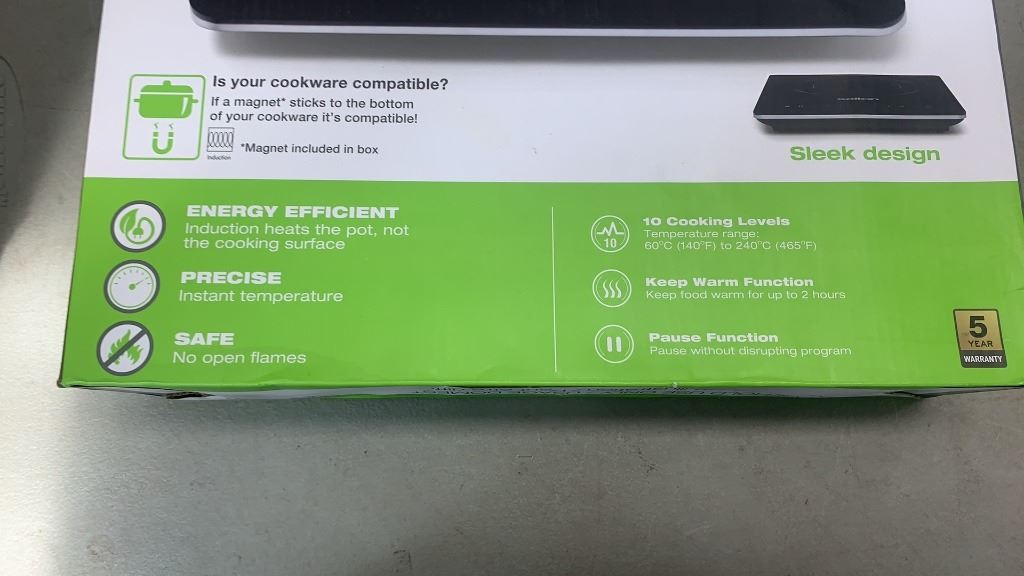 Is your cookware compatible?
If a magnet* sticks to the bottom
of your cookware it's compatible!
Induction
*Magnet included in box
Sleek design
ENERGY EFFICIENT
Induction heats the pot, not
the cooking surface
PRECISE
Instant temperature
SAFE
No open flames
10
10 Cooking Levels
Temperature range:
60°C (140°F) to 240°C (465°F)
Keep Warm Function
Keep food warm for up to 2 hours
Pause Function
Pause without disrupting program
5
YEAR
WARRANTY